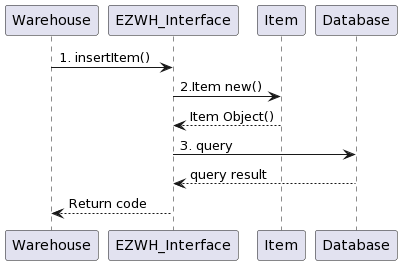 Warehouse EZWH_Interface Item Database
1. insertItem()
2.Item new()
Item Object()
3. query
query result
Return code
Warehouse EZWH_Interface Item Database